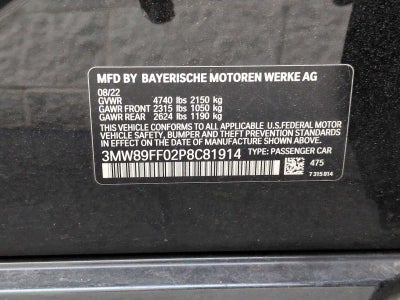 MFD BY BAYERISCHE MOTOREN WERKE AG
08/22
GVWR 4740 lbs 2150 kg
GAWR FRONT 2315 lbs 1050 kg
GAWR REAR 2624 lbs 1190 kg
THIS VEHICLE CONFORMS TO ALL APPLICABLE U.S.FEDERAL MOTOR
VEHICLE SAFETY, BUMPER, AND THEFT PREVENTION STANDARDS
IN EFFECT ON THE DATE OF MANUFACTURE SHOWN ABOVE.
3MW89FF02P8C81914 TYPE: PASSENGER CAR
475
7 315 014